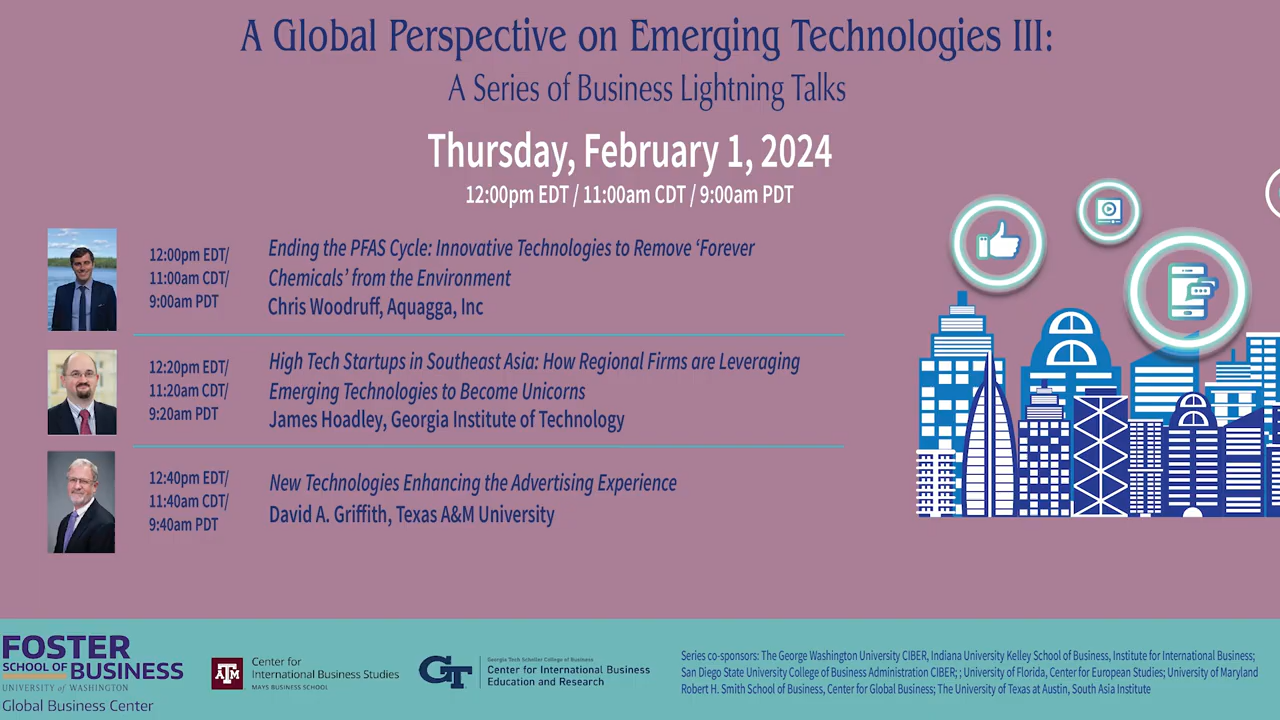 A Global Perspective on Emerging Technologies III:
A Series of Business Lightning Talks
Thursday, February 1, 2024
12:00pm EDT / 11:00am CDT / 9:00am PDT
12:00pm EDT/
11:00am CDT/
9:00am PDT
Ending the PFAS Cycle: Innovative Technologies to Remove ‘Forever
Chemicals’ from the Environment
Chris Woodruff, Aquagga, Inc
12:20pm EDT/
11:20am CDT/
9:20am PDT
High Tech Startups in Southeast Asia: How Regional Firms are Leveraging
Emerging Technologies to Become Unicorns
James Hoadley, Georgia Institute of Technology
12:40pm EDT/
11:40am CDT/
9:40am PDT
New Technologies Enhancing the Advertising Experience
David A. Griffith, Texas A&M University
FOSTER
SCHOOL OF BUSINESS
UNIVERSITY of WASHINGTON
Global Business Center
ATM
Center for
International Business Studies
MAYS BUSINESS SCHOOL
GT
Georgia Tech Scheller College of Business
Center for International Business
Education and Research
Series co-sponsors: The George Washington University CIBER, Indiana University Kelley School of Business, Institute for International Business;
San Diego State University College of Business Administration CIBER; ; University of Florida, Center for European Studies; University of Maryland
Robert H. Smith School of Business, Center for Global Business; The University of Texas at Austin, South Asia Institute